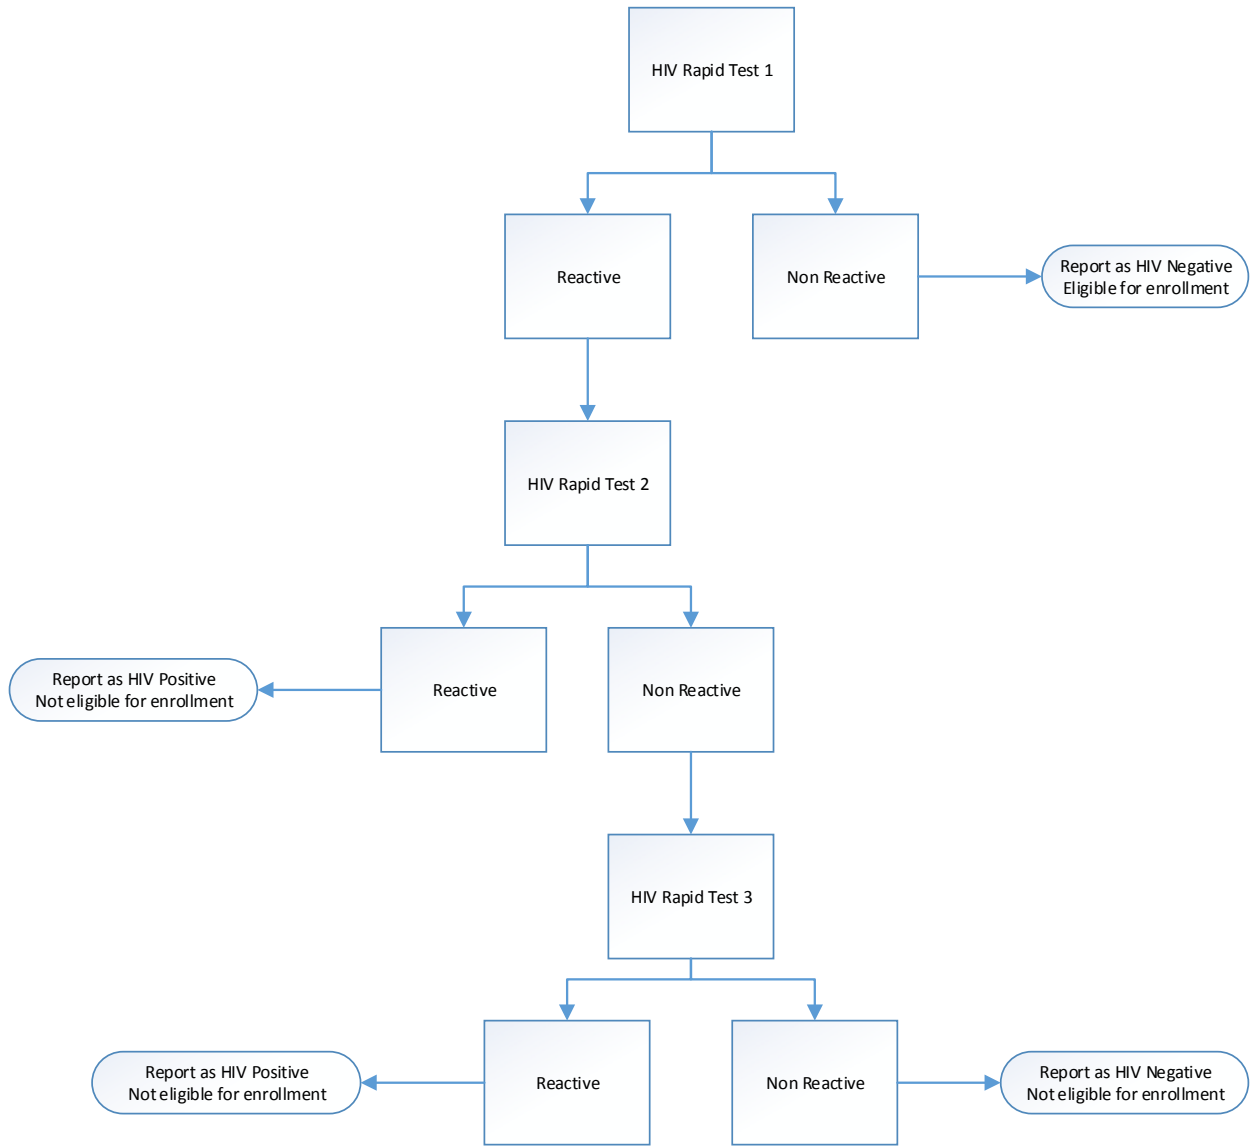 HIV Rapid Test 1
Reactive
Non Reactive
Report as HIV Negative
Eligible for enrollment
HIV Rapid Test 2
Report as HIV Positive
Not eligible for enrollment
Reactive
Non Reactive
HIV Rapid Test 3
Report as HIV Positive
Not eligible for enrollment
Reactive
Non Reactive
Report as HIV Negative
Not eligible for enrollment